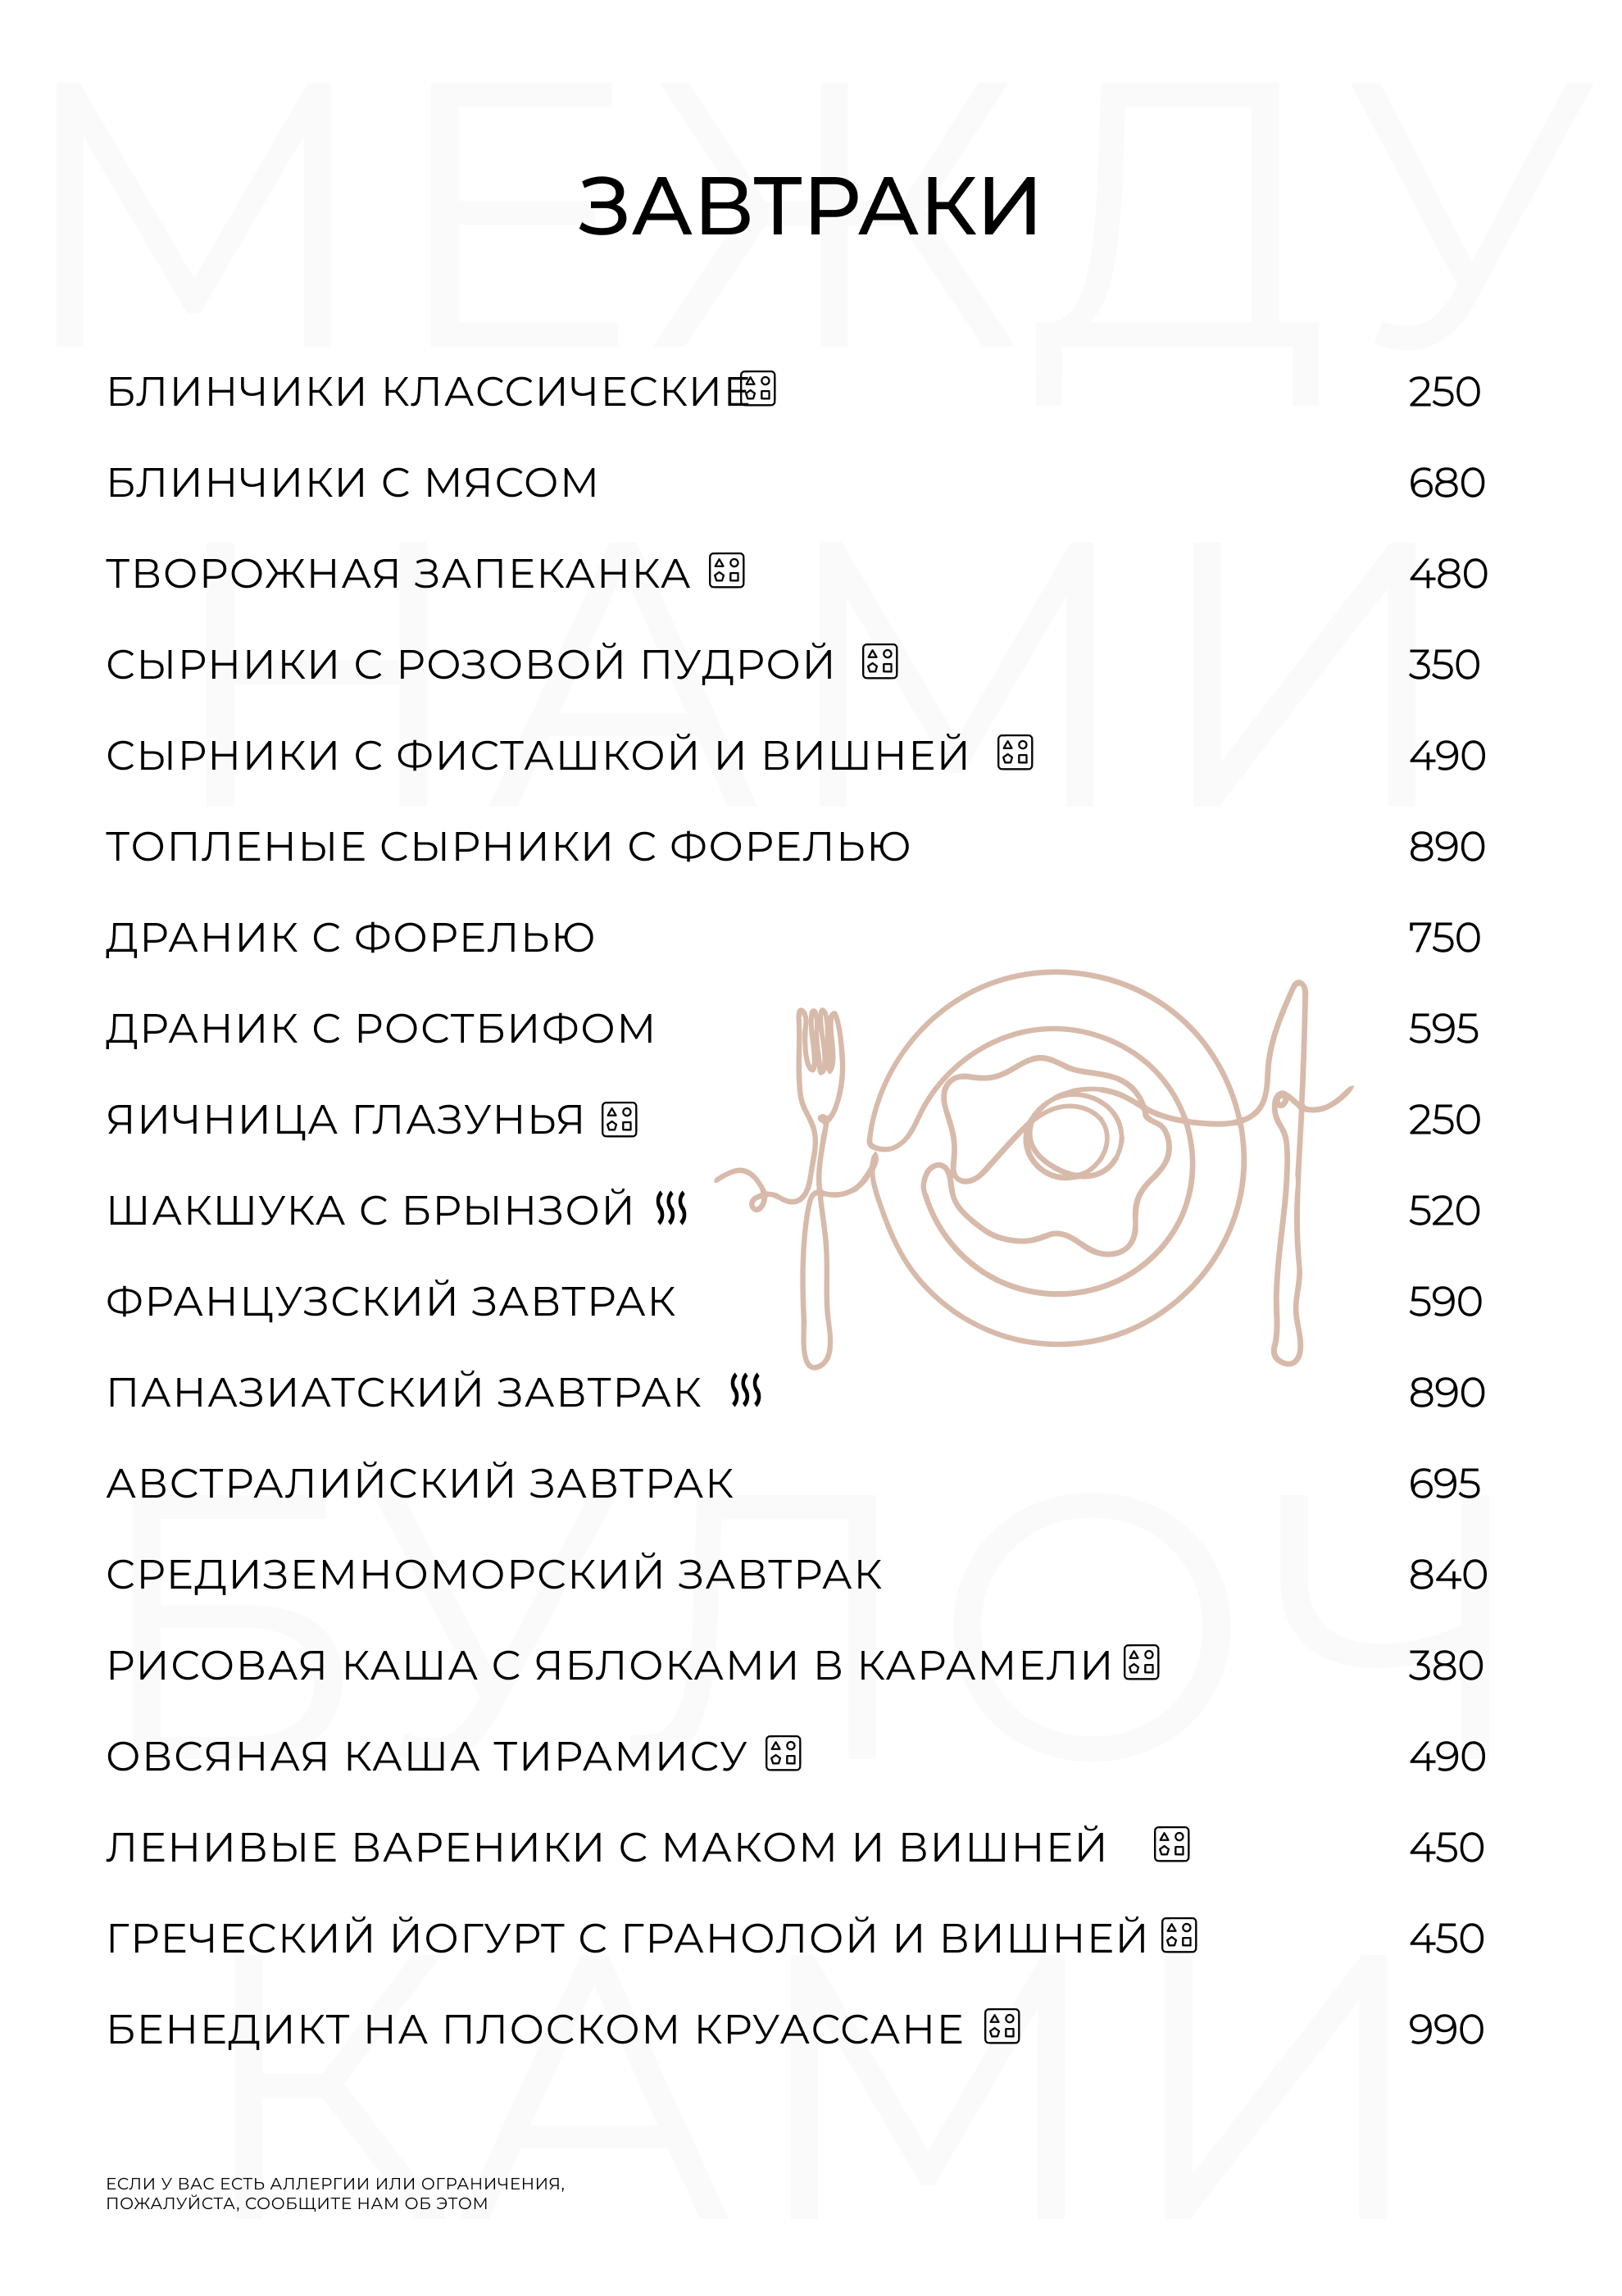 МЕЖДУ
ЗАВТРАКИ
БЛИНЧИКИ КЛАССИЧЕСКИЕ 250
БЛИНЧИКИ С МЯСОМ 680
НАМИ
ТВОРОЖНАЯ ЗАПЕКАНКА 480
СЫРНИКИ С РОЗОВОЙ ПУДРОЙ 350
СЫРНИКИ С ФИСТАШКОЙ И ВИШНЕЙ 490
ТОПЛЕНЫЕ СЫРНИКИ С ФОРЕЛЬЮ 890
ДРАНИК С ФОРЕЛЬЮ 750
ДРАНИК С РОСТБИФОМ 595
ЯИЧНИЦА ГЛАЗУНЬЯ 250
ШАКШУКА С БРЫНЗОЙ 520
ФРАНЦУЗСКИЙ ЗАВТРАК 590
ПАНАЗИАТСКИЙ ЗАВТРАК 890
АВСТРАЛИЙСКИЙ ЗАВТРАК 695
БУЛОЧ
СРЕДИЗЕМНОМОРСКИЙ ЗАВТРАК 840
РИСОВАЯ КАША С ЯБЛОКАМИ В КАРАМЕЛИ 380
ОВСЯНАЯ КАША ТИРАМИСУ 490
ЛЕНИВЫЕ ВАРЕНИКИ С МАКОМ И ВИШНЕЙ 450
ГРЕЧЕСКИЙ ЙОГУРТ С ГРАНОЛОЙ И ВИШНЕЙ 450
КАМИ
БЕНЕДИКТ НА ПЛОСКОМ КРУАССАНЕ 990
ЕСЛИ У ВАС ЕСТЬ АЛЛЕРГИИ ИЛИ ОГРАНИЧЕНИЯ,
ПОЖАЛУЙСТА, СООБЩИТЕ НАМ ОБ ЭТОМ